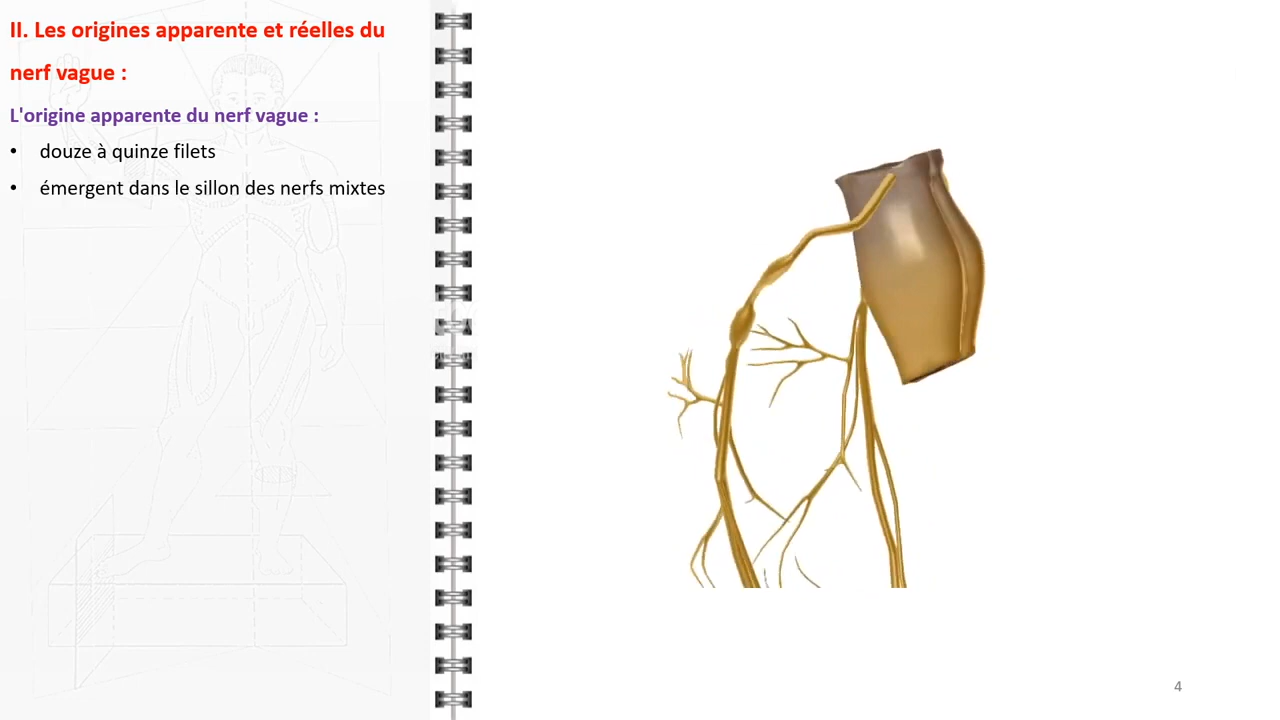 II. Les origines apparente et réelles du
nerf vague :
L'origine apparente du nerf vague :
• douze à quinze filets
• émergent dans le sillon des nerfs mixtes
4